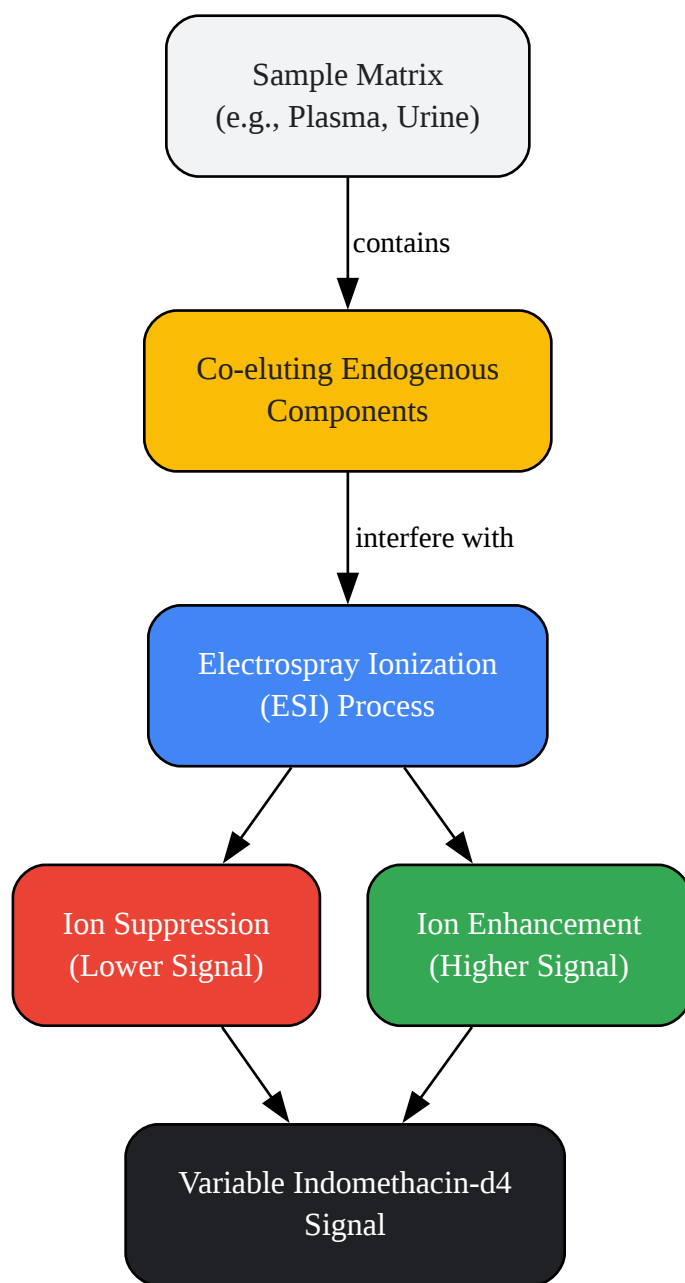 Sample Matrix
(e.g., Plasma, Urine)
contains
Co-eluting Endogenous
Components
interfere with
Electrospray Ionization
(ESI) Process
Ion Suppression
(Lower Signal)
Ion Enhancement
(Higher Signal)
Variable Indomethacin-d4
Signal